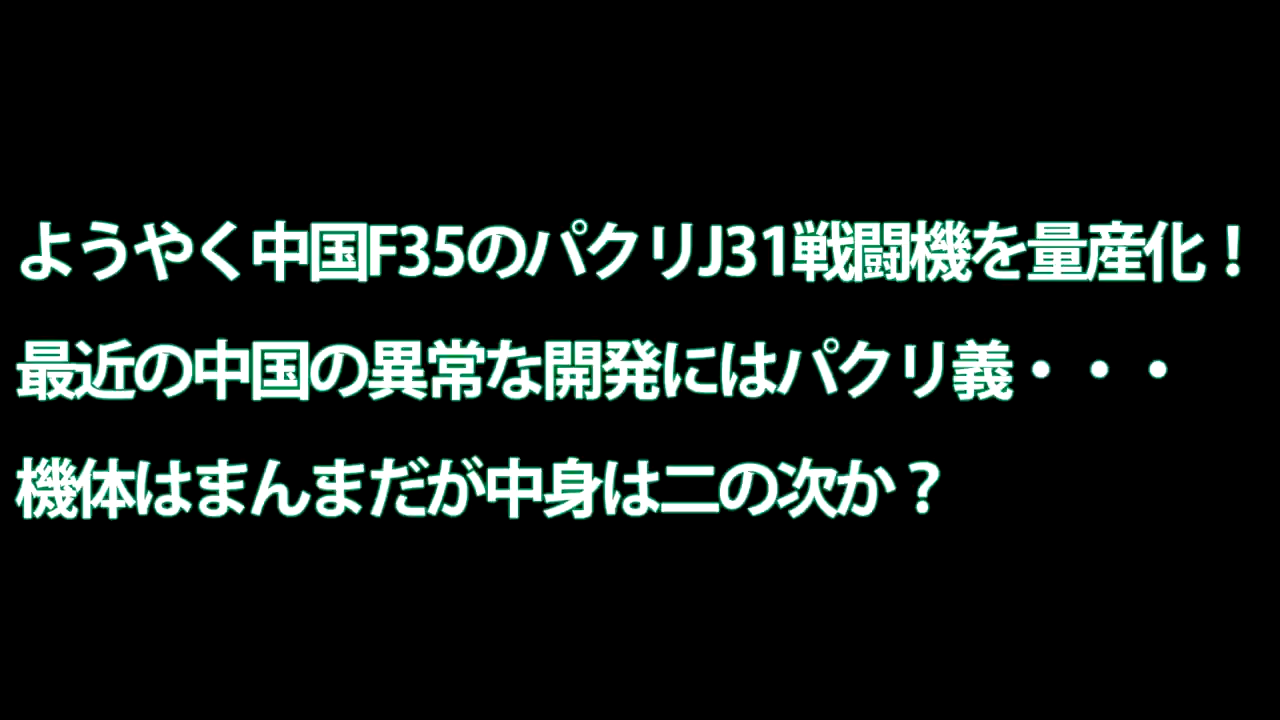 ようやく中国F35のパクリJ31戦闘機を量産化！
最近の中国の異常な開発にはパクリ義・・・
機体はまんまだが中身は二の次か？